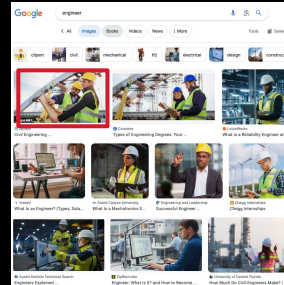 Google
engineer
All Images Books Videos News More Tools
clipart civil mechanical electrical design
Civil Engineering ...
Coursera
Types of Engineering Degrees: Your ...
What Is a Reliability Engineer
Indeed
What Is an Engineer? (Types, Sala...
Grand Canyon University
What Is a Mechatronics E...
Engineering and Leadership
Successful Engineer ...
Chegg Internships
Chegg Internships
Engineers Explained ...
ZipRecruiter
Engineer: What Is It? and How to Become ...
University of Central Florida
How Much Do Civil Engineers Make?